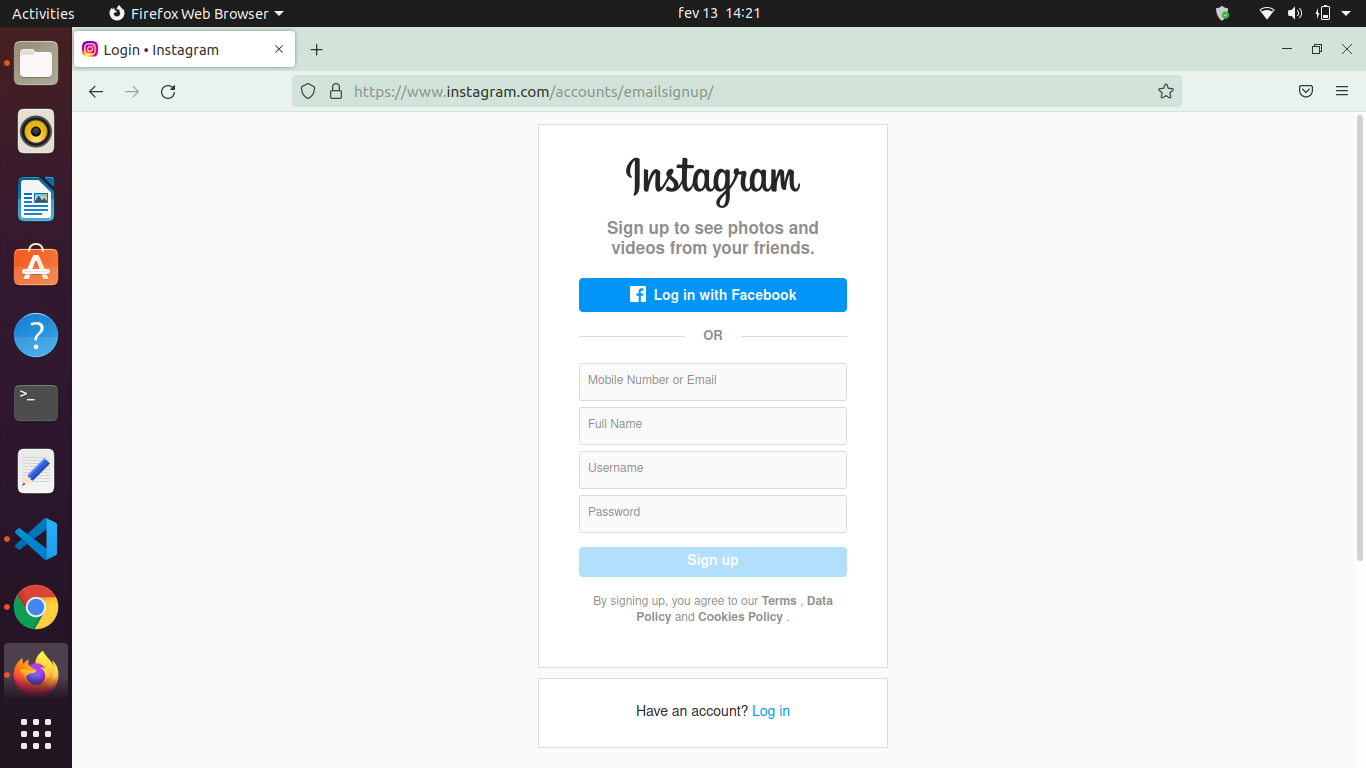 Activities
Firefox Web Browser
fev 13 14:21
Login • Instagram
https://www.instagram.com/accounts/emailsignup/
Instagram
Sign up to see photos and
videos from your friends.
Log in with Facebook
OR
Mobile Number or Email
Full Name
Username
Password
Sign up
By signing up, you agree to our Terms , Data
Policy and Cookies Policy .
Have an account? Log in